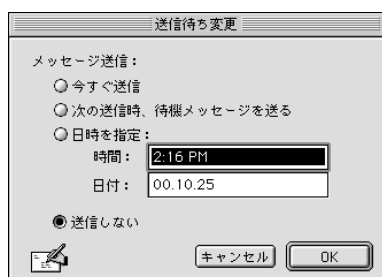 送信待ち変更
メッセージ送信：
今すぐ送信
次の送信時、待機メッセージを送る
日時を指定：
時間： 2:16 PM
日付： 00.10.25
送信しない
キャンセル OK